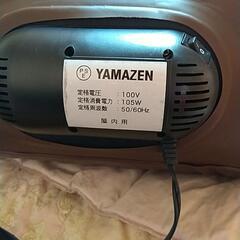 PSE YAMAZEN
定格電圧 : 100V
定格消費電力 : 105W
定格周波数 : 50/60Hz
屋内用